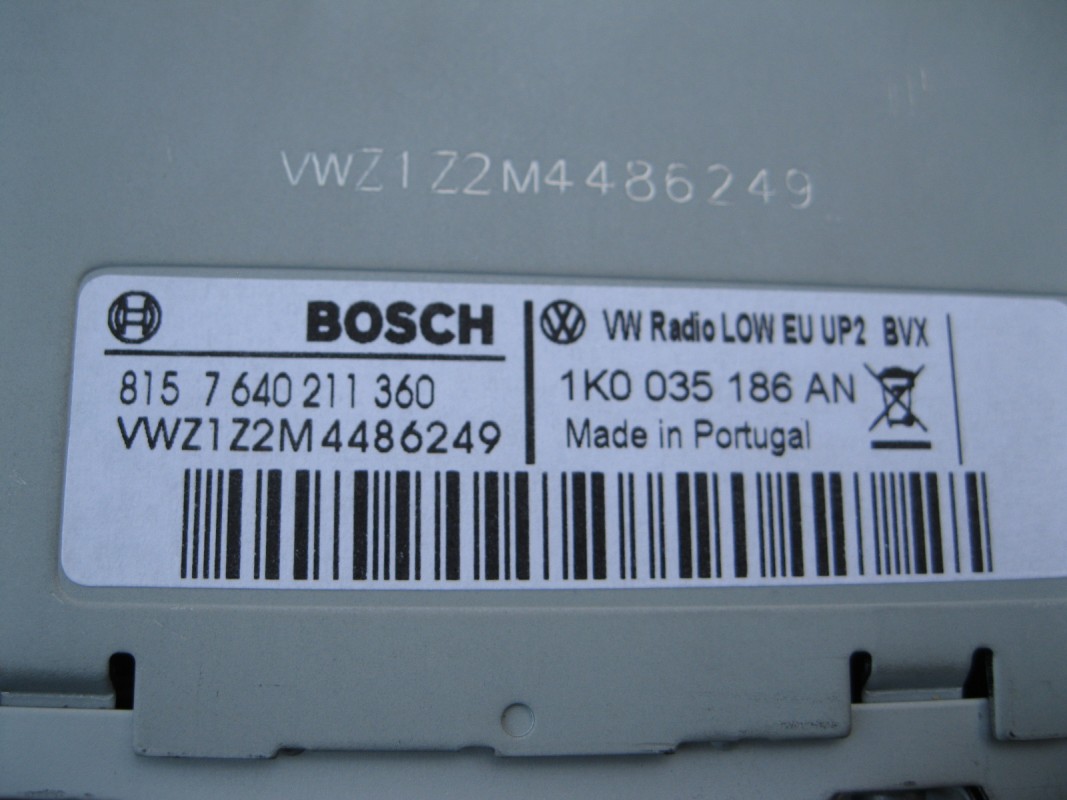 VWZ1Z2M4486249
BOSCH
815 7 640 211 360
VWZ1Z2M4486249
VW Radio LOW EU UP2 BVX
1K0 035 186 AN
Made in Portugal